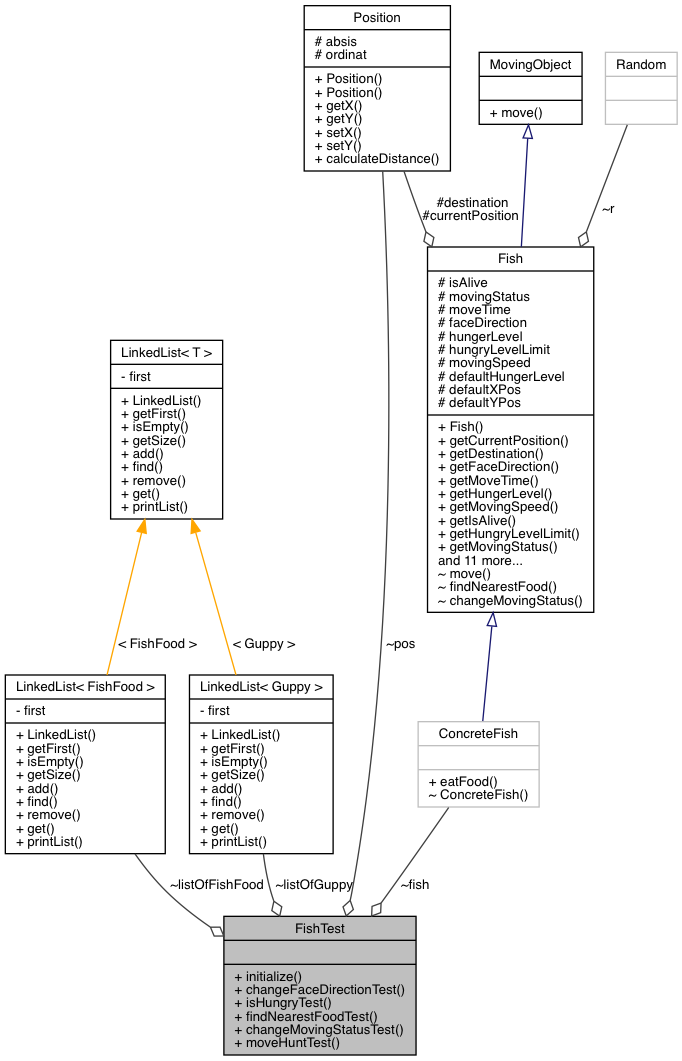 Position
# absis
# ordinat
+ Position()
+ Position()
+ getX()
+ getY()
+ setX()
+ setY()
+ calculateDistance()
MovingObject
+ move()
Random
#destination
#currentPosition
~r
Fish
# isAlive
# movingStatus
# moveTime
# faceDirection
# hungerLevel
# hungryLevelLimit
# movingSpeed
# defaultHungerLevel
# defaultXPos
# defaultYPos
+ Fish()
+ getCurrentPosition()
+ getDestination()
+ getFaceDirection()
+ getMoveTime()
+ getHungerLevel()
+ getMovingSpeed()
+ getIsAlive()
+ getHungryLevelLimit()
+ getMovingStatus()
and 11 more...
~ move()
~ findNearestFood()
~ changeMovingStatus()
LinkedList< T >
- first
+ LinkedList()
+ getFirst()
+ isEmpty()
+ getSize()
+ add()
+ find()
+ remove()
+ get()
+ printList()
< FishFood >
< Guppy >
~pos
LinkedList< FishFood >
- first
+ LinkedList()
+ getFirst()
+ isEmpty()
+ getSize()
+ add()
+ find()
+ remove()
+ get()
+ printList()
LinkedList< Guppy >
- first
+ LinkedList()
+ getFirst()
+ isEmpty()
+ getSize()
+ add()
+ find()
+ remove()
+ get()
+ printList()
ConcreteFish
+ eatFood()
~ ConcreteFish()
~listOfFishFood
~listOfGuppy
~fish
FishTest
+ initialize()
+ changeFaceDirectionTest()
+ isHungryTest()
+ findNearestFoodTest()
+ changeMovingStatusTest()
+ moveHuntTest()